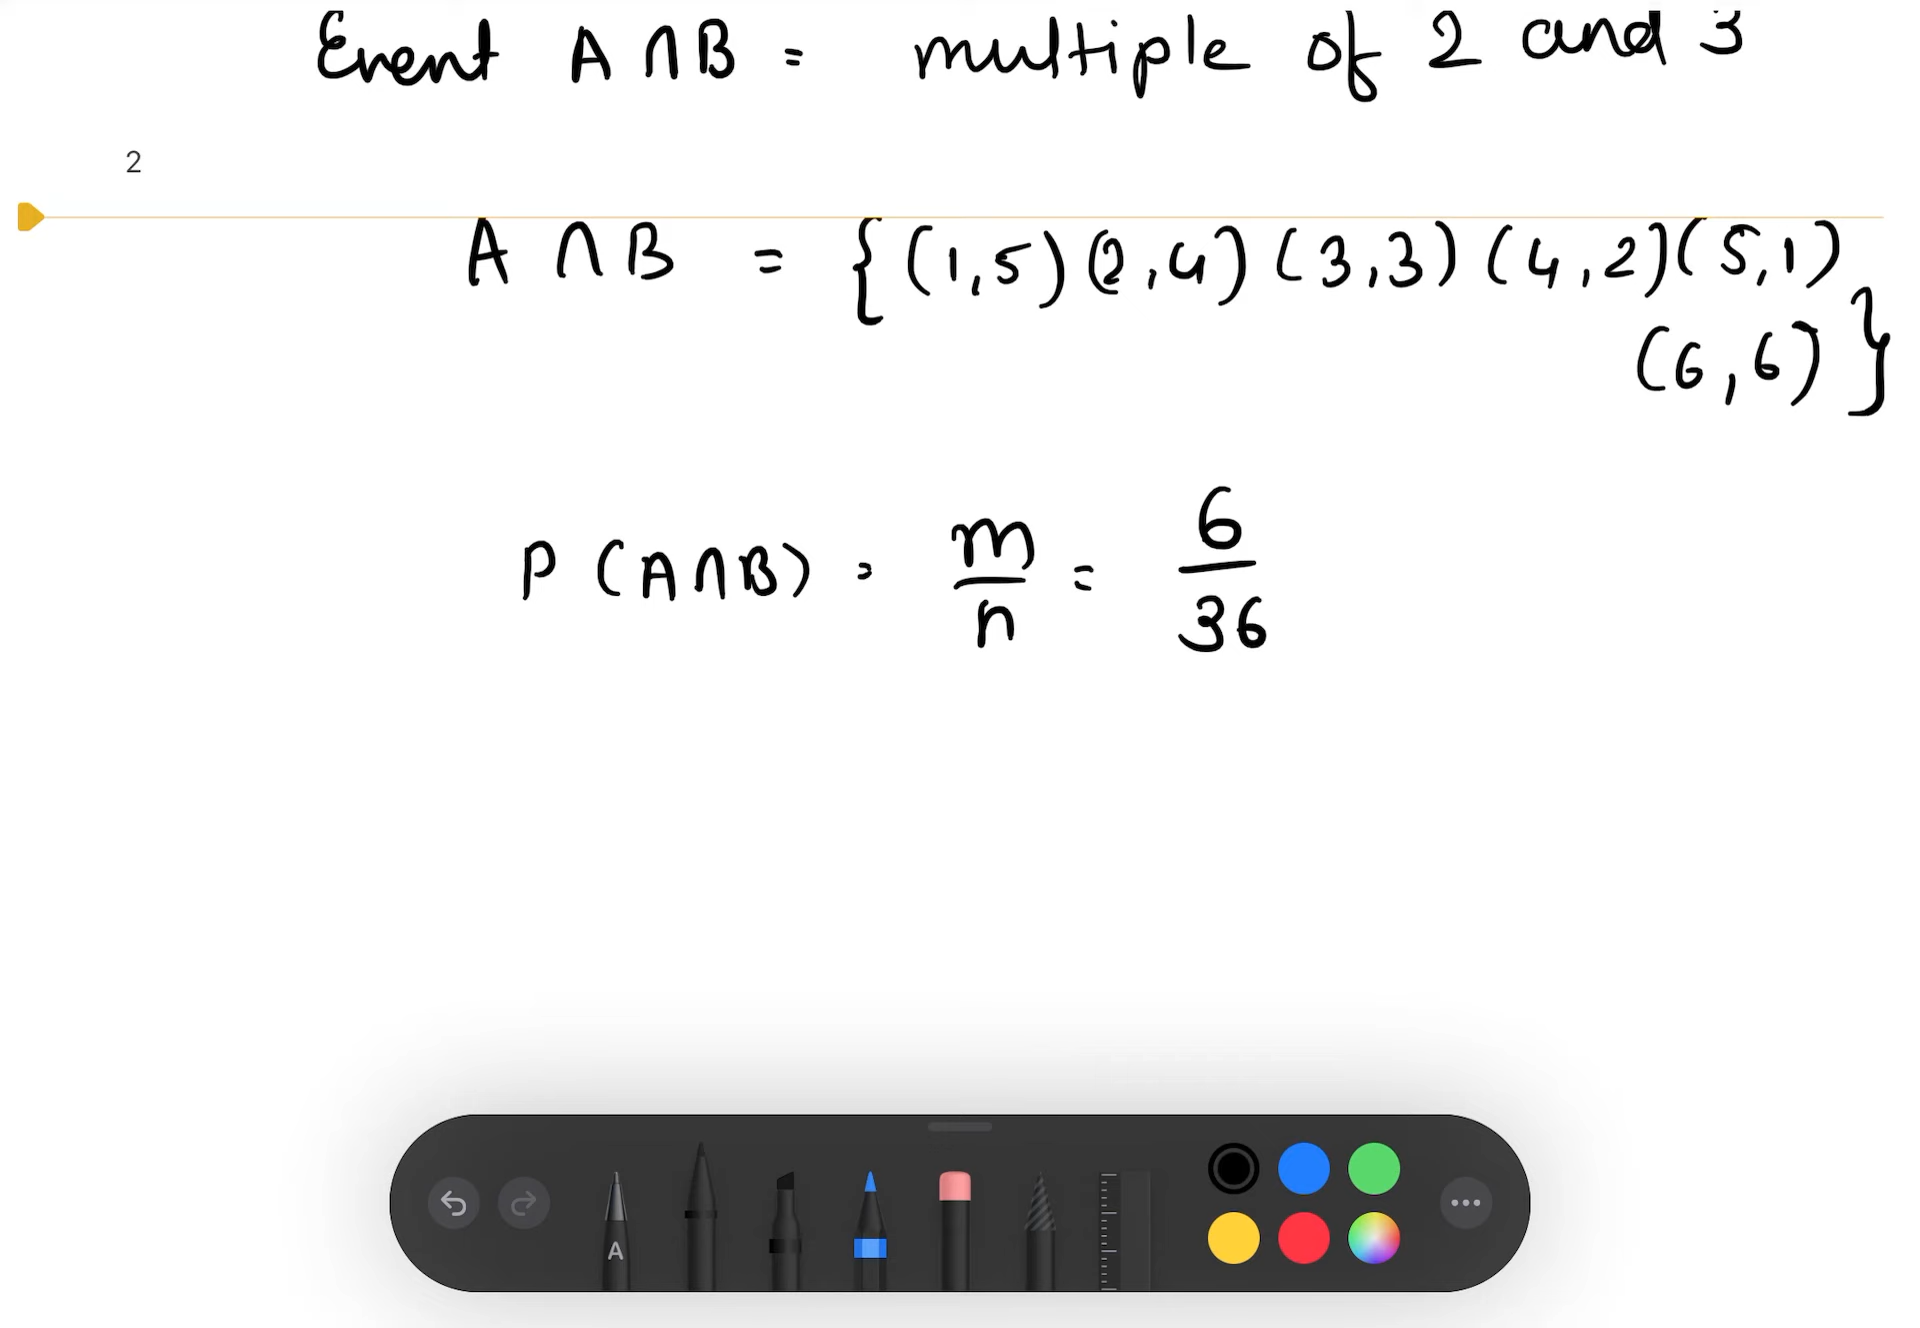 Event A ∩ B = multiple of 2 and 3
2
A ∩ B = {(1,5)(2,4)(3,3)(4,2)(5,1)
(6,6)}
P(A∩B) = m/n = 6/36
A